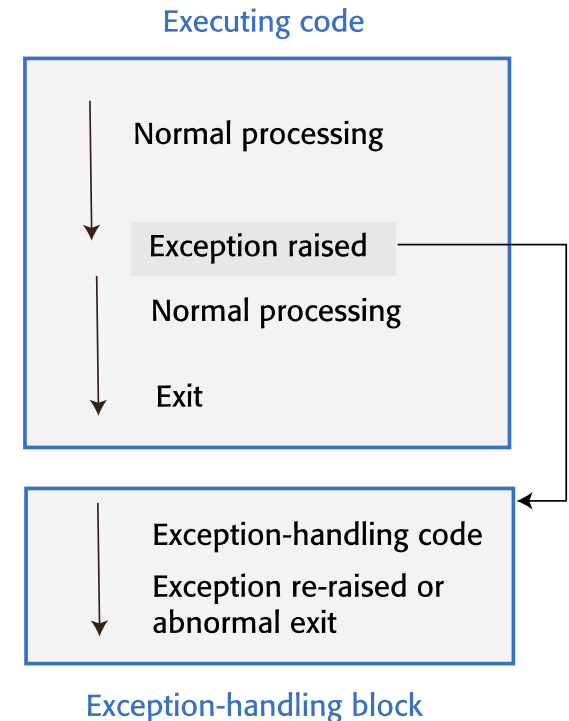 Executing code
Normal processing
Exception raised
Normal processing
Exit
Exception-handling code
Exception re-raised or
abnormal exit
Exception-handling block